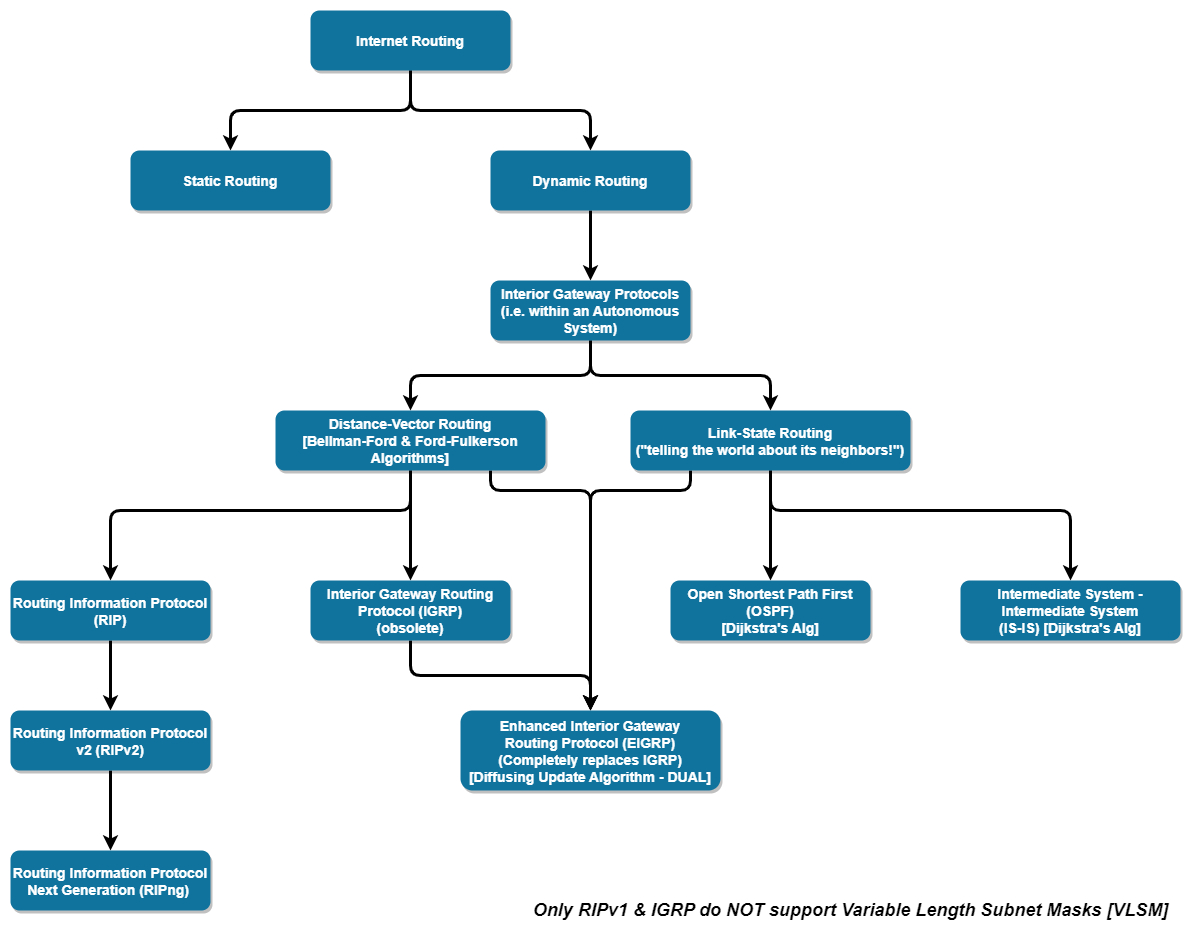 Internet Routing
Static Routing
Dynamic Routing
Interior Gateway Protocols
(i.e. within an Autonomous
System)
Distance-Vector Routing
[Bellman-Ford & Ford-Fulkerson
Algorithms]
Link-State Routing
("telling the world about its neighbors!")
Routing Information Protocol
(RIP)
Interior Gateway Routing
Protocol (IGRP)
(obsolete)
Open Shortest Path First
(OSPF)
[Dijkstra's Alg]
Intermediate System -
Intermediate System
(IS-IS) [Dijkstra's Alg]
Routing Information Protocol
v2 (RIPv2)
Enhanced Interior Gateway
Routing Protocol (EIGRP)
(Completely replaces IGRP)
[Diffusing Update Algorithm - DUAL]
Routing Information Protocol
Next Generation (RIPng)
Only RIPv1 & IGRP do NOT support Variable Length Subnet Masks [VLSM]